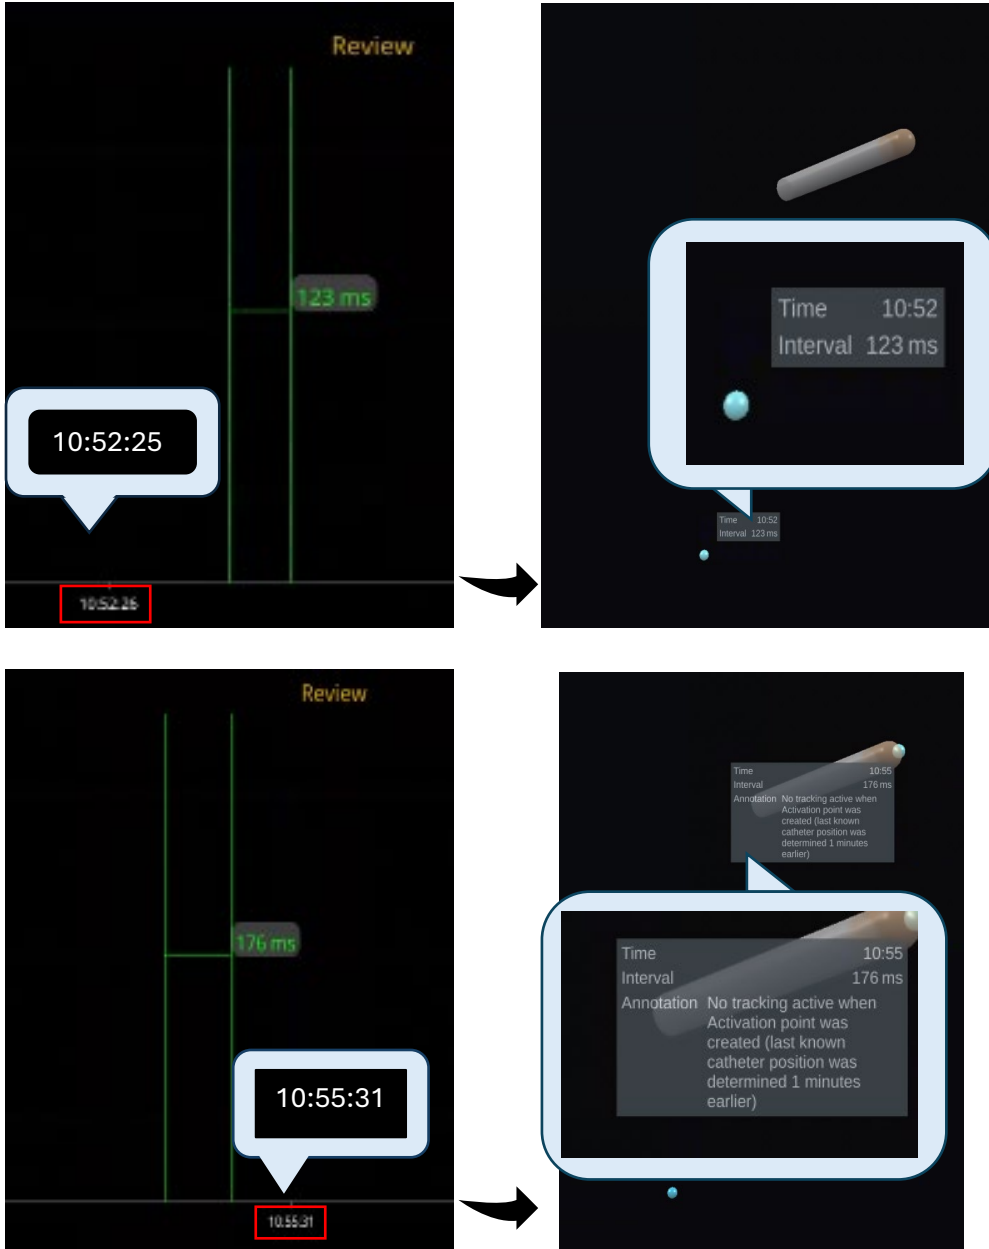 Review
123 ms
10:52:25
10:52:26
Time 10:52
Interval 123 ms
Time 10:52
Interval 123 ms
Review
176 ms
10:55:31
10:55:31
Time 10:55
Interval 176 ms
Annotation No tracking active when
Activation point was
created (last known
catheter position was
determined 1 minutes
earlier)
Time 10:55
Interval 176 ms
Annotation No tracking active when
Activation point was
created (last known
catheter position was
determined 1 minutes
earlier)